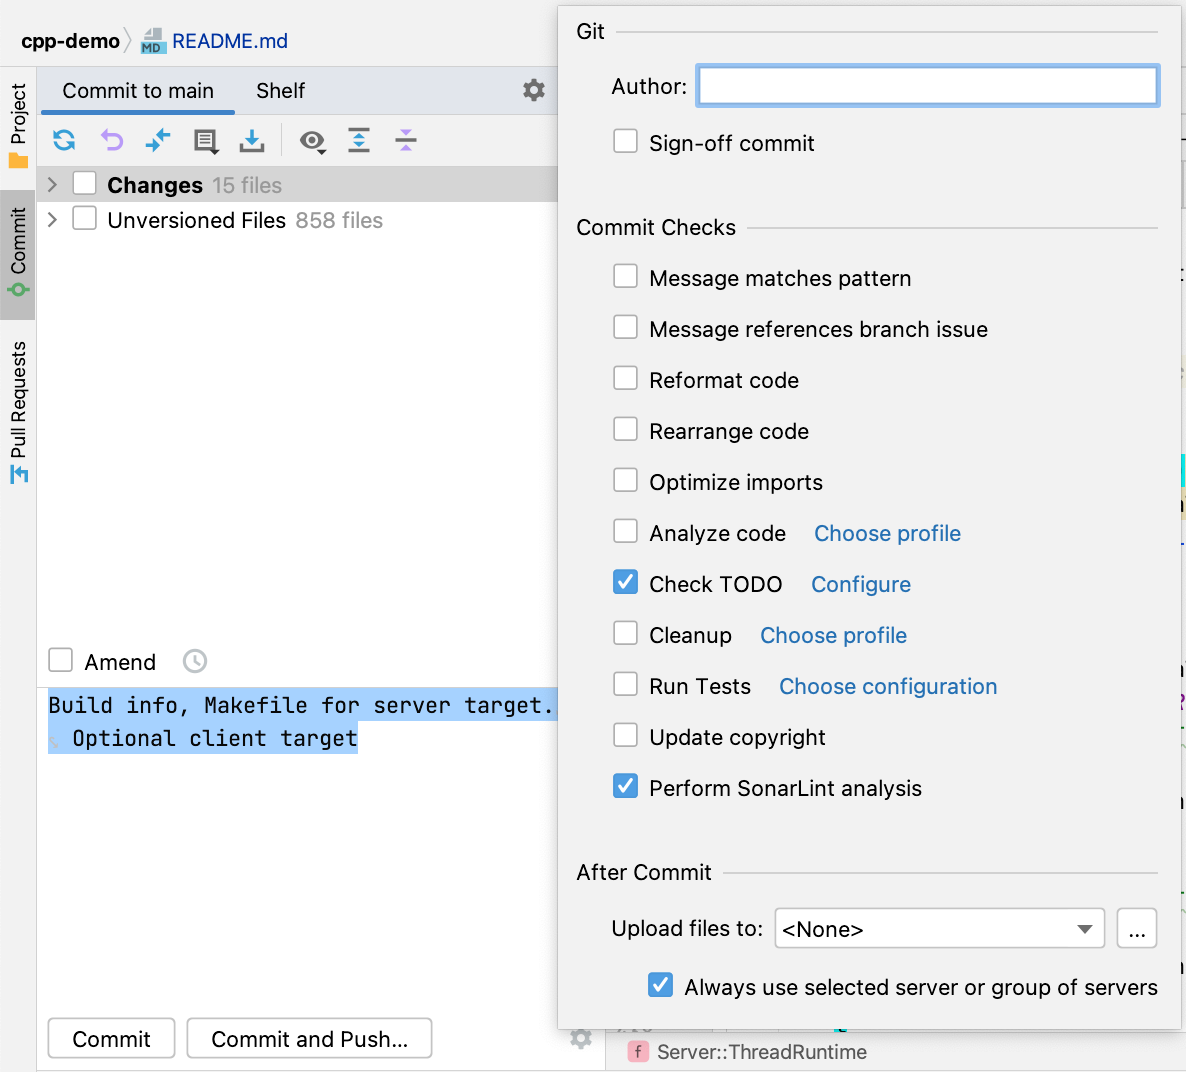 cpp-demo
MD README.md
Project
Commit
Pull Requests
Commit to main
Shelf
Changes 15 files
Unversioned Files 858 files
Amend
Build info, Makefile for server target.
Optional client target
Commit
Commit and Push...
Git
Author:
Sign-off commit
Commit Checks
Message matches pattern
Message references branch issue
Reformat code
Rearrange code
Optimize imports
Analyze code Choose profile
Check TODO Configure
Cleanup Choose profile
Run Tests Choose configuration
Update copyright
Perform SonarLint analysis
After Commit
Upload files to: <None> ...
Always use selected server or group of servers
f Server::ThreadRuntime